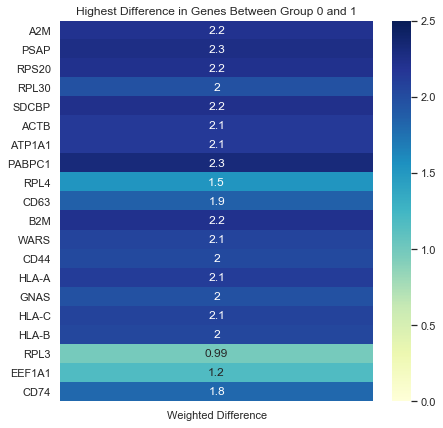 Highest Difference in Genes Between Group 0 and 1
A2M 2.2
PSAP 2.3
RPS20 2.2
RPL30 2
SDCBP 2.2
ACTB 2.1
ATP1A1 2.1
PABPC1 2.3
RPL4 1.5
CD63 1.9
B2M 2.2
WARS 2.1
CD44 2
HLA-A 2.1
GNAS 2
HLA-C 2.1
HLA-B 2
RPL3 0.99
EEF1A1 1.2
CD74 1.8
Weighted Difference
2.5
2.0
1.5
1.0
0.5
0.0